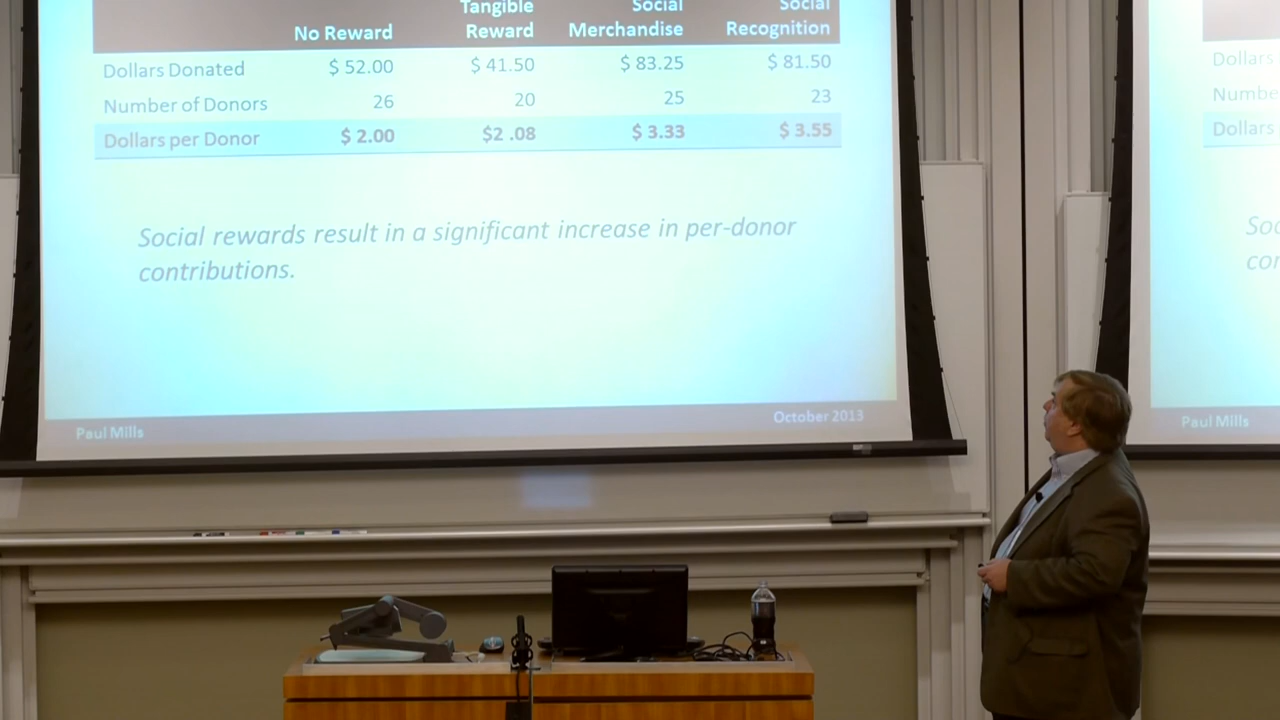 Tangible Social Social
No Reward Reward Merchandise Recognition
Dollars Donated $ 52.00 $ 41.50 $ 83.25 $ 81.50
Number of Donors 26 20 25 23
Dollars per Donor $ 2.00 $2 .08 $ 3.33 $ 3.55
Social rewards result in a significant increase in per-donor
contributions.
Paul Mills October 2013
Dollars
Numbe
Dollars
Soc
con
Paul Mills